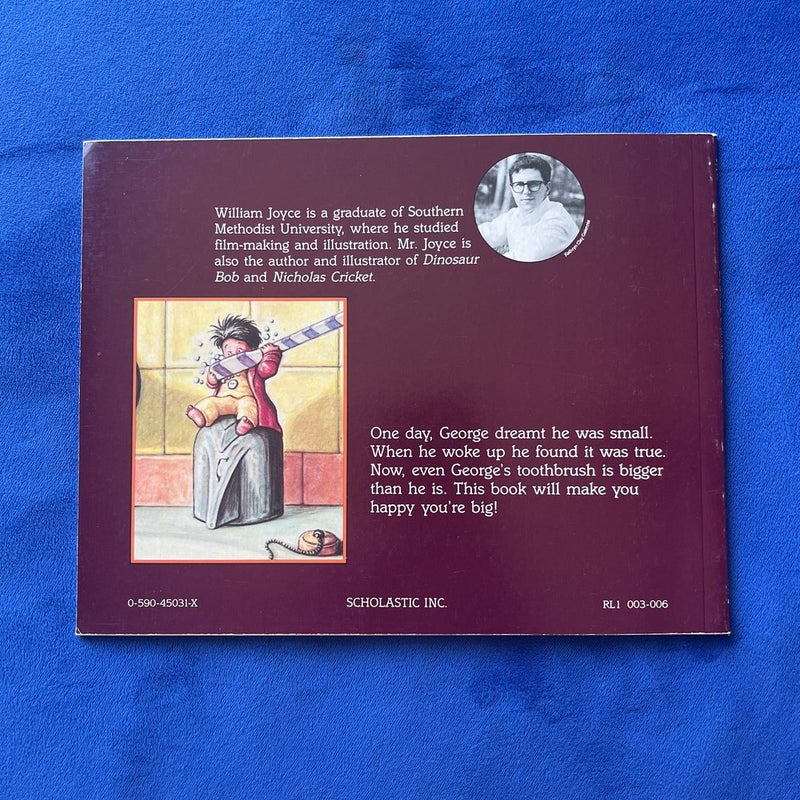 William Joyce is a graduate of Southern
Methodist University, where he studied
film-making and illustration. Mr. Joyce is
also the author and illustrator of Dinosaur
Bob and Nicholas Cricket.
One day, George dreamt he was small.
When he woke up he found it was true.
Now, even George's toothbrush is bigger
than he is. This book will make you
happy you're big!
0-590-45031-X
SCHOLASTIC INC.
RL1 003-006